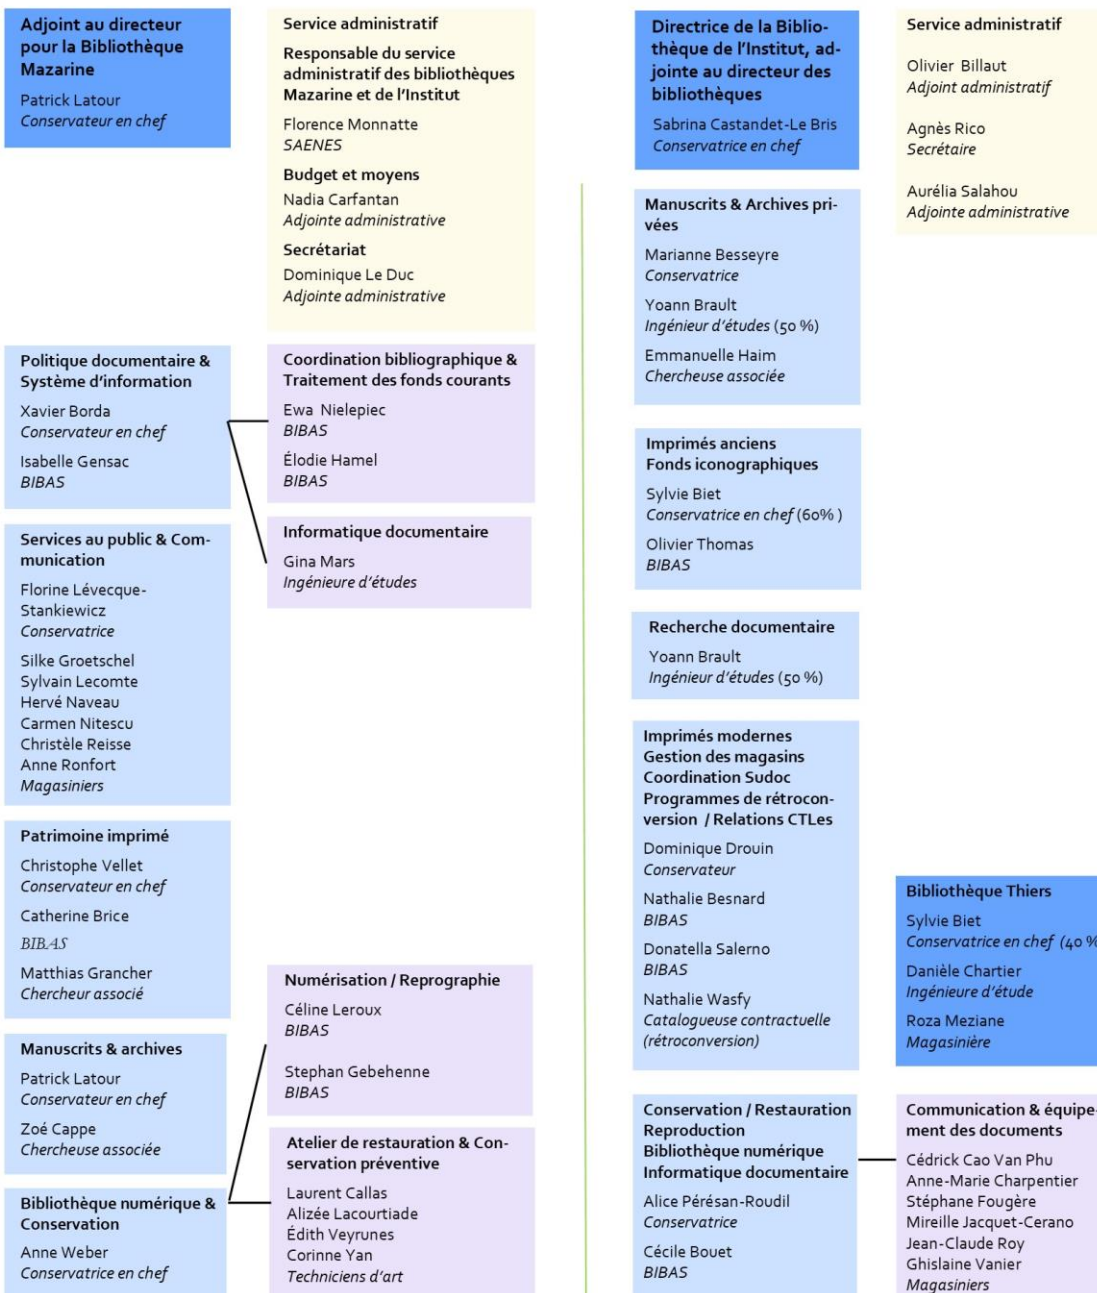 Adjoint au directeur
pour la Bibliothèque
Mazarine
Patrick Latour
Conservateur en chef
Service administratif
Responsable du service
administratif des bibliothèques
Mazarine et de l'Institut
Florence Monnatte
SAENES
Budget et moyens
Nadia Carfantan
Adjointe administrative
Secrétariat
Dominique Le Duc
Adjointe administrative
Politique documentaire &
Système d'information
Xavier Borda
Conservateur en chef
Isabelle Gensac
BIBAS
Coordination bibliographique &
Traitement des fonds courants
Ewa Nielepiec
BIBAS
Élodie Hamel
BIBAS
Informatique documentaire
Gina Mars
Ingénieure d'études
Services au public & Com-
munication
Florine Lévecque-
Stankiewicz
Conservatrice
Silke Groetschel
Sylvain Lecomte
Hervé Naveau
Carmen Nitescu
Christèle Reisse
Anne Ronfort
Magasiniers
Patrimoine imprimé
Christophe Vellet
Conservateur en chef
Catherine Brice
BIBAS
Matthias Grancher
Chercheur associé
Manuscrits & archives
Patrick Latour
Conservateur en chef
Zoé Cappe
Chercheuse associée
Bibliothèque numérique &
Conservation
Anne Weber
Conservatrice en chef
Numérisation / Reprographie
Céline Leroux
BIBAS
Stephan Gebehenne
BIBAS
Atelier de restauration & Con-
servation préventive
Laurent Callas
Alizée Lacourtiade
Édith Veyrunes
Corinne Yan
Techniciens d'art
Directrice de la Biblio-
thèque de l'Institut, ad-
jointe au directeur des
bibliothèques
Sabrina Castandet-Le Bris
Conservatrice en chef
Service administratif
Olivier Billaut
Adjoint administratif
Agnès Rico
Secrétaire
Aurélia Salahou
Adjointe administrative
Manuscrits & Archives pri-
vées
Marianne Besseyre
Conservatrice
Yoann Brault
Ingénieur d'études (50 %)
Emmanuelle Haim
Chercheuse associée
Imprimés anciens
Fonds iconographiques
Sylvie Biet
Conservatrice en chef (60% )
Olivier Thomas
BIBAS
Recherche documentaire
Yoann Brault
Ingénieur d'études (50 %)
Imprimés modernes
Gestion des magasins
Coordination Sudoc
Programmes de rétrocon-
version / Relations CTLes
Dominique Drouin
Conservateur
Nathalie Besnard
BIBAS
Donatella Salerno
BIBAS
Nathalie Wasfy
Catalogueuse contractuelle
(rétroconversion)
Bibliothèque Thiers
Sylvie Biet
Conservatrice en chef (40 %
Danièle Chartier
Ingénieure d'étude
Roza Meziane
Magasinière
Conservation / Restauration
Reproduction
Bibliothèque numérique
Informatique documentaire
Alice Pérésan-Roudil
Conservatrice
Cécile Bouet
BIBAS
Communication & équipe-
ment des documents
Cédrick Cao Van Phu
Anne-Marie Charpentier
Stéphane Fougère
Mireille Jacquet-Cerano
Jean-Claude Roy
Ghislaine Vanier
Magasiniers